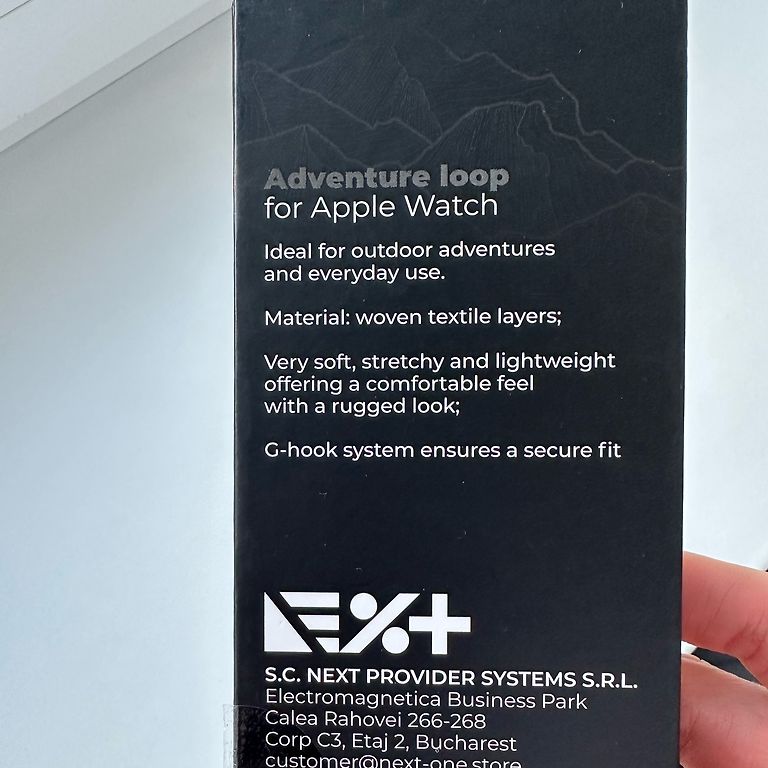 Adventure loop
for Apple Watch
Ideal for outdoor adventures
and everyday use.
Material: woven textile layers;
Very soft, stretchy and lightweight
offering a comfortable feel
with a rugged look;
G-hook system ensures a secure fit
NEXT
S.C. NEXT PROVIDER SYSTEMS S.R.L.
Electromagnetica Business Park
Calea Rahovei 266-268
Corp C3, Etaj 2, Bucharest
customer@next-one.store